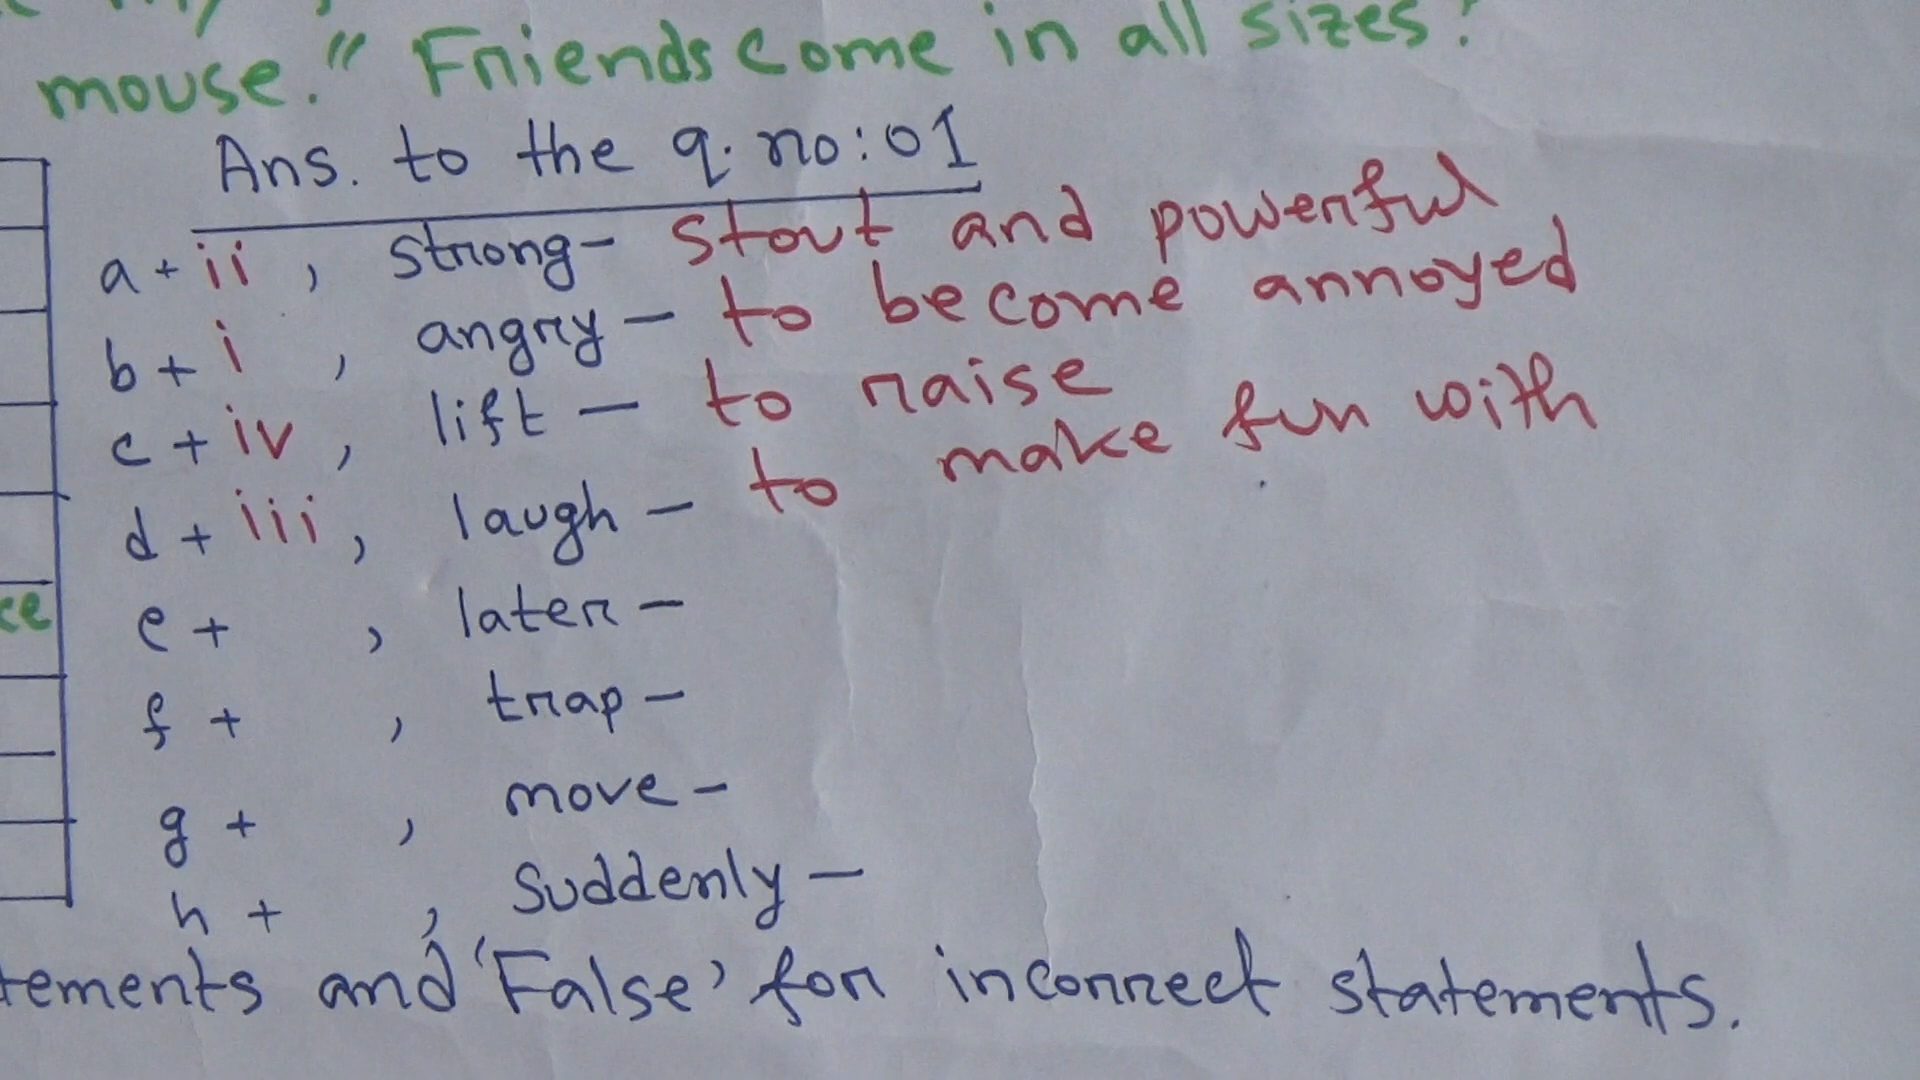 mouse." Friends come in all sizes!
Ans. to the q. no: 01
a + ii , strong- stout and powerful
b + i , angry - to become annoyed
c + iv , lift - to raise
d + iii , laugh - to make fun with
e + , later -
f + , trap -
g + , move -
h + , Suddenly -
tements and 'False' for incorrect statements.